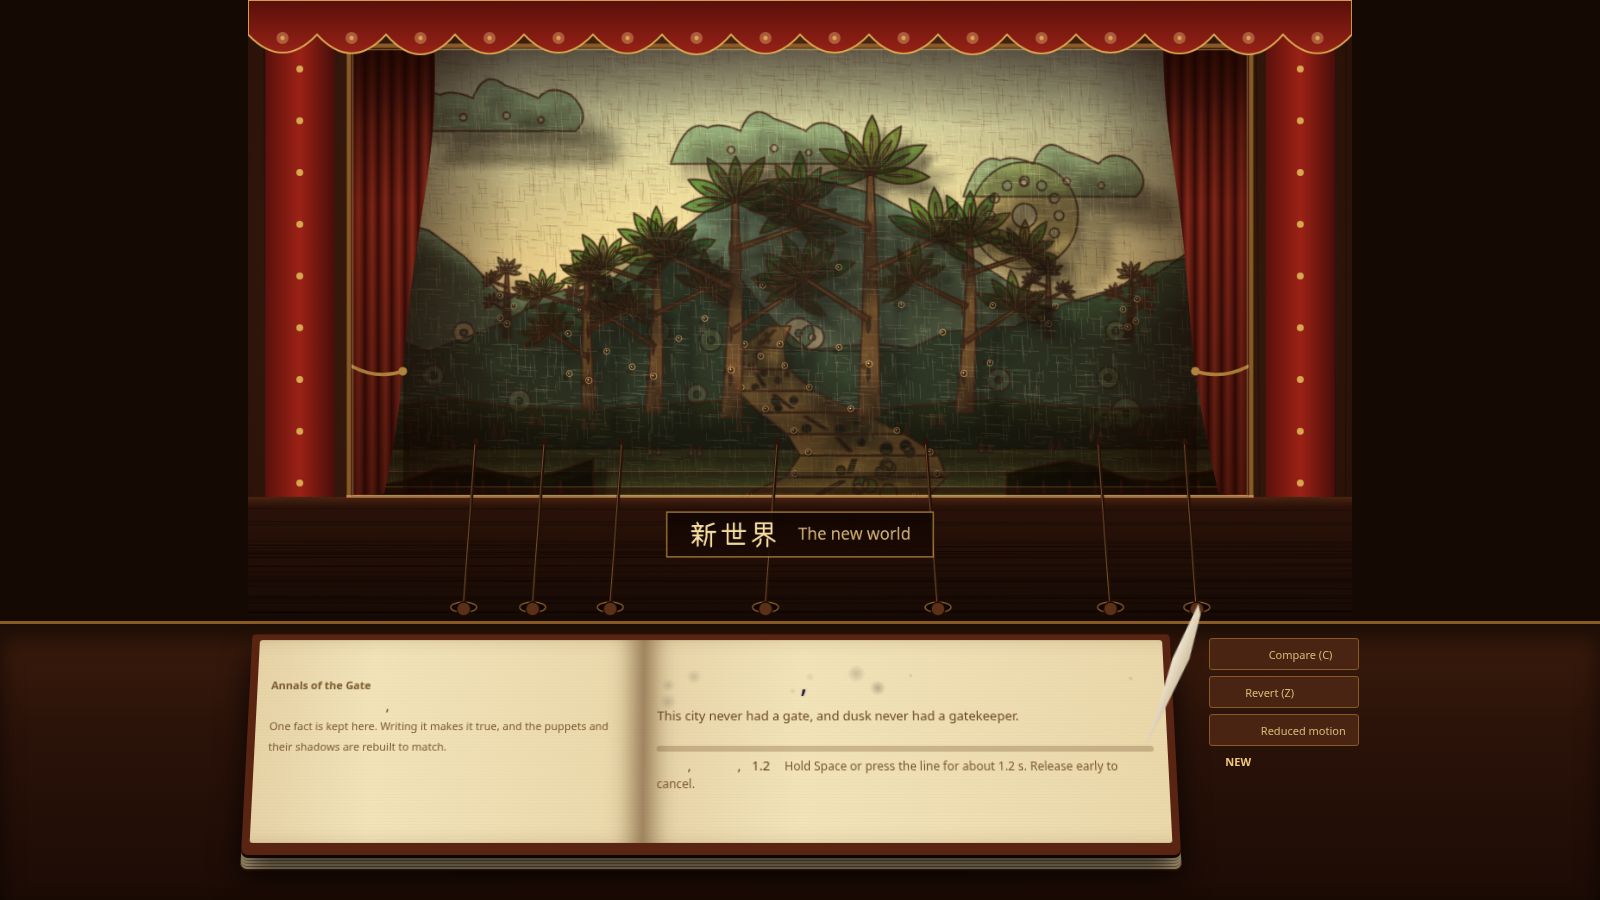 新世界 The new world
Annals of the Gate
,
One fact is kept here. Writing it makes it true, and the puppets and
their shadows are rebuilt to match.
,
This city never had a gate, and dusk never had a gatekeeper.
, , 1.2 Hold Space or press the line for about 1.2 s. Release early to
cancel.
Compare (C)
Revert (Z)
Reduced motion
NEW